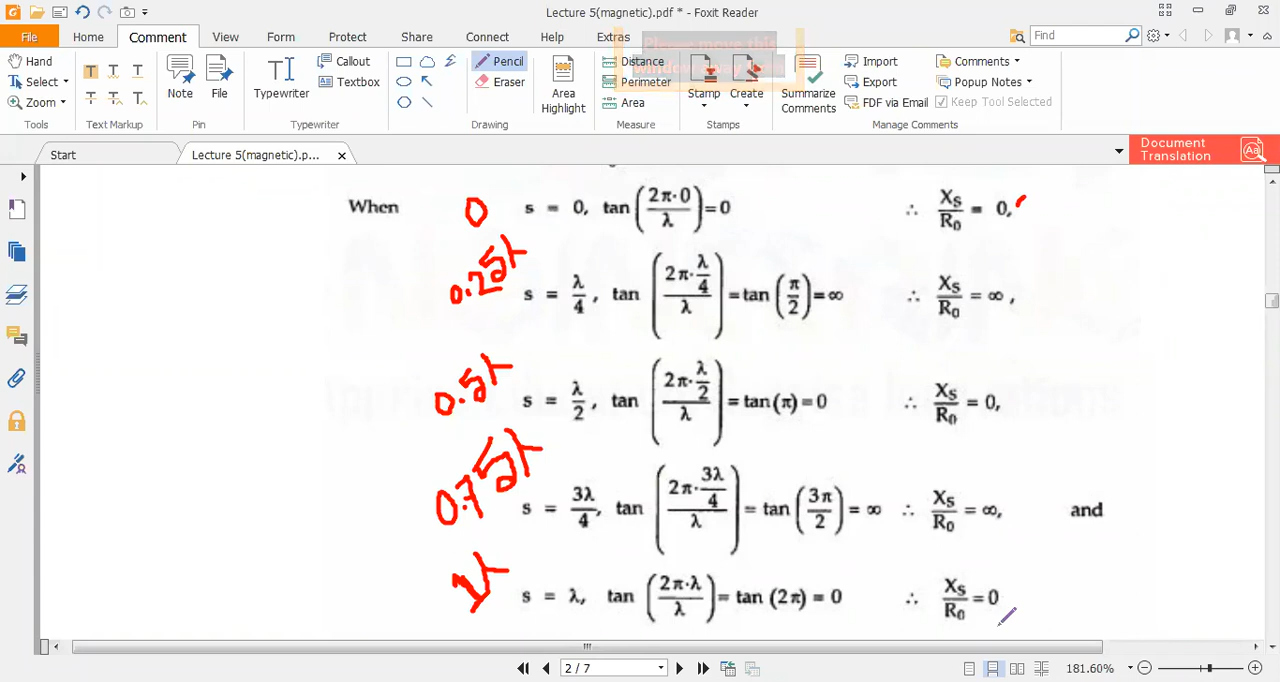 Lecture 5(magnetic).pdf * - Foxit Reader
File Home Comment View Form Protect Share Connect Help Extras Find
Please move this
Hand Select Zoom Tools
Text Markup
Note File Pin
Typewriter Callout Textbox Typewriter
Pencil Eraser Drawing
Area Highlight
Distance Perimeter Area Measure
Stamp Create Stamps
Summarize Comments Import Export FDF via Email Comments Popup Notes Keep Tool Selected Manage Comments
Start Lecture 5(magnetic).p... Document Translation
When 0 s = 0, tan (2π·0/λ) = 0 ∴ Xs/R0 = 0,
0.25λ s = λ/4, tan (2π·λ/4/λ) = tan (π/2) = ∞ ∴ Xs/R0 = ∞,
0.5λ s = λ/2, tan (2π·λ/2/λ) = tan(π) = 0 ∴ Xs/R0 = 0,
0.75λ s = 3λ/4, tan (2π·3λ/4/λ) = tan (3π/2) = ∞ ∴ Xs/R0 = ∞, and
1λ s = λ, tan (2π·λ/λ) = tan (2π) = 0 ∴ Xs/R0 = 0
2 / 7 181.60%